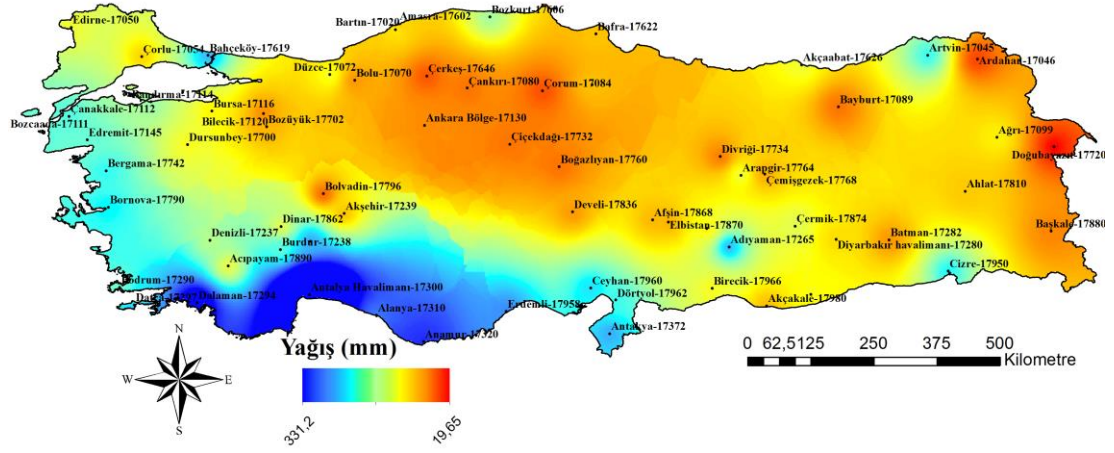 Edirne-17050
Bartın-17020
Amasra-17602
Bozkurt-17606
Bafra-17622
Çorlu-17054
Bahçeköy-17619
Düzce-17072
Bolu-17070
Çerkeş-17646
Çankırı-17080
Çorum-17084
Akçaabat-17626
Artvin-17045
Ardahan-17046
Çanakkale-17112
Bozcaada-17111
Bursa-17116
Bilecik-17120
Bozüyük-17702
Ankara Bölge-17130
Bayburt-17089
Edremit-17145
Dursunbey-17700
Çiçekdağı-17732
Ağrı-17099
Doğubayazıt-17720
Bergama-17742
Boğazlıyan-17760
Divriği-17734
Arapgir-17764
Çemişgezek-17768
Bolvadin-17796
Ahlat-17810
Bornova-17790
Akşehir-17239
Develi-17836
Afşin-17868
Elbistan-17870
Çermik-17874
Dinar-17862
Denizli-17237
Burdur-17238
Adıyaman-17265
Batman-17282
Diyarbakır havalimanı-17280
Başkale-17880
Acıpayam-17890
Cizre-17950
Bodrum-17290
Dalaman-17294
Antalya Havalimanı-17300
Ceyhan-17960
Dörtyol-17962
Birecik-17966
Akçakale-17980
Alanya-17310
Erdemli-17958
Antakya-17372
Anamur-17320
N
W E
S
Yağış (mm)
331,2
19,65
0 62,5125 250 375 500
Kilometre